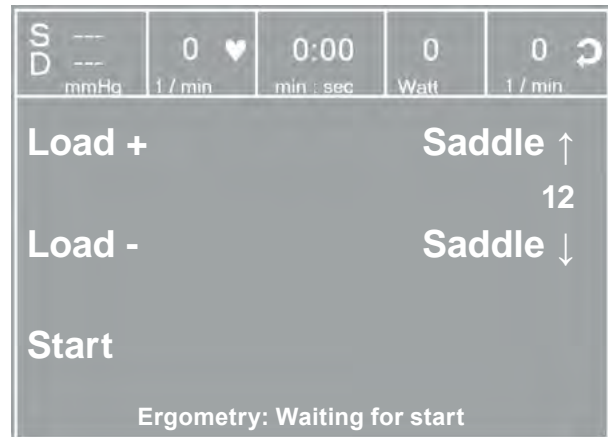 S --- 0 ♥ 0:00 0 0
D ---
mmHg 1 / min min : sec Watt 1 / min
Load + Saddle ↑
12
Load - Saddle ↓
Start
Ergometry: Waiting for start